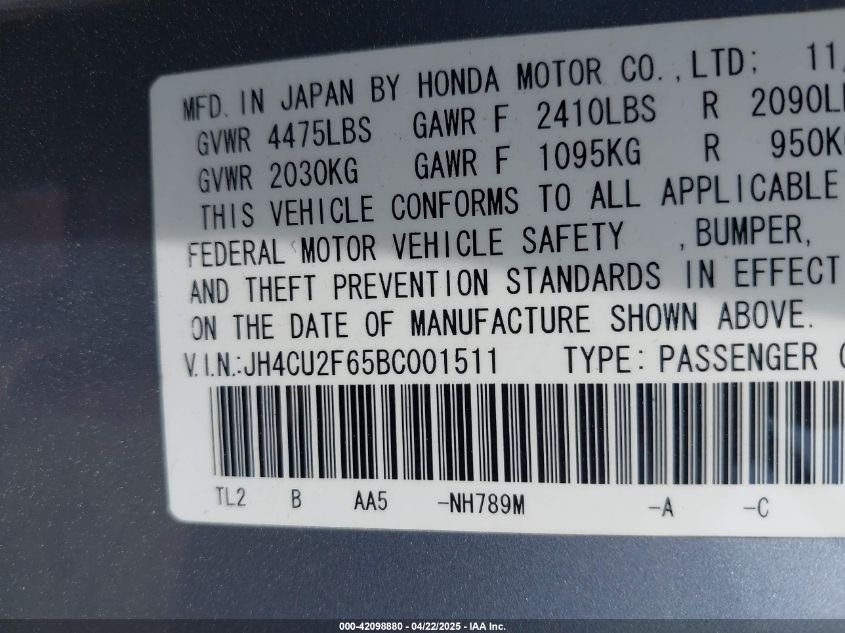 MFD. IN JAPAN BY HONDA MOTOR CO., LTD; 11
GVWR 4475LBS GAWR F 2410LBS R 2090L
GVWR 2030KG GAWR F 1095KG R 950K
THIS VEHICLE CONFORMS TO ALL APPLICABLE
FEDERAL MOTOR VEHICLE SAFETY , BUMPER,
AND THEFT PREVENTION STANDARDS IN EFFECT
ON THE DATE OF MANUFACTURE SHOWN ABOVE.
V.I.N.:JH4CU2F65BC001511 TYPE: PASSENGER
TL2 B AA5 -NH789M -A -C
000-42098880 - 04/22/2025 - IAA Inc.